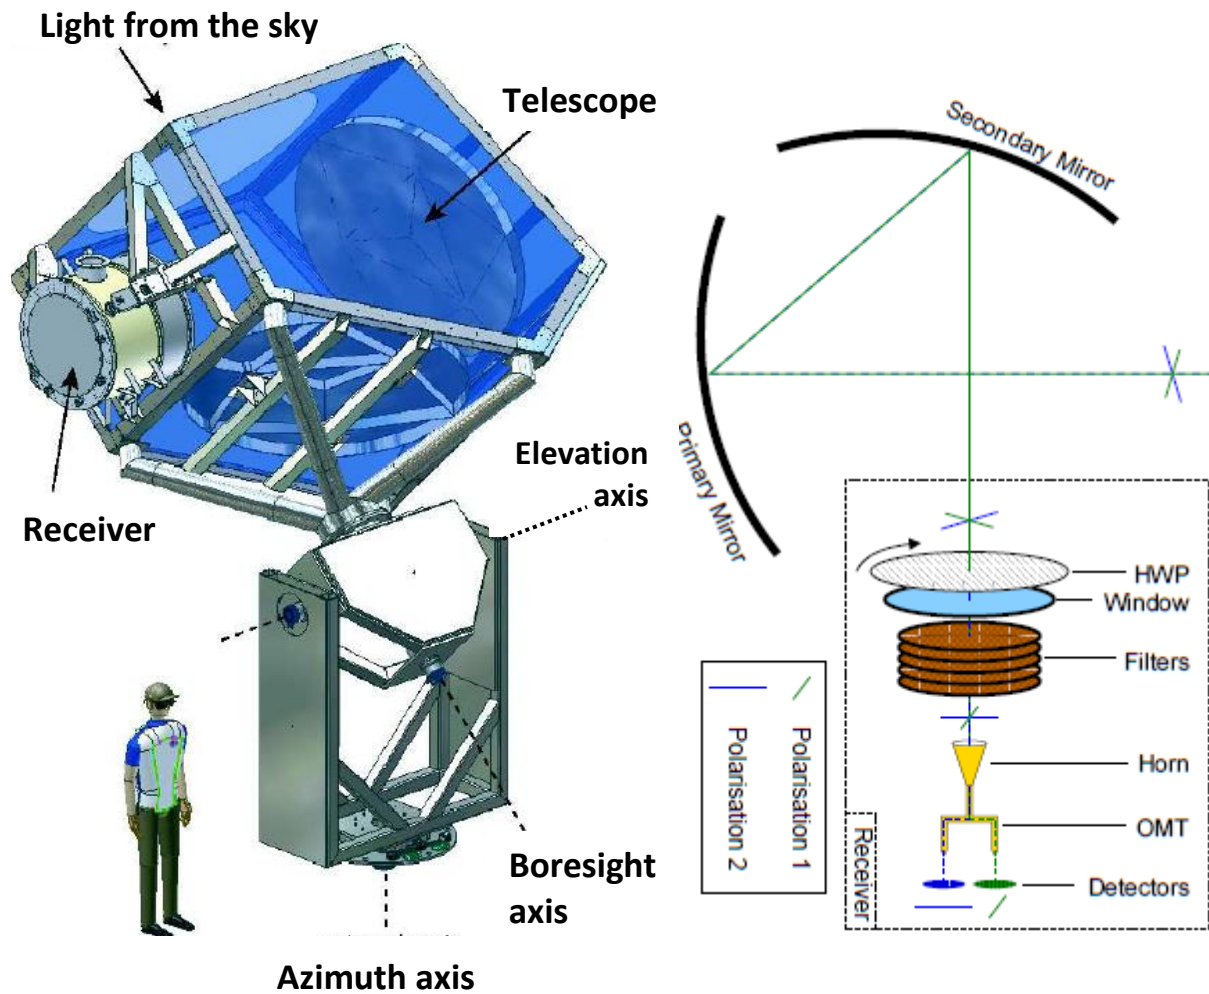 Light from the sky
Telescope
Receiver
Elevation
axis
Boresight
axis
Azimuth axis
Secondary Mirror
Primary Mirror
HWP
Window
Filters
Horn
OMT
Detectors
Receiver
Polarisation 1
Polarisation 2